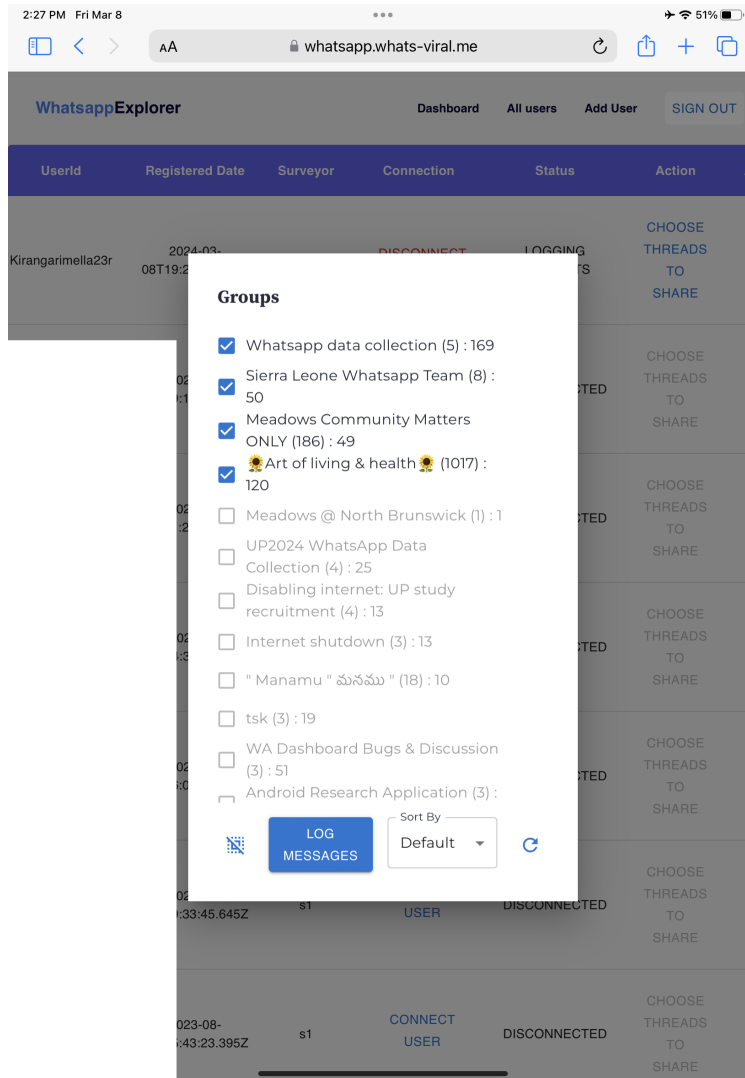 2:27 PM Fri Mar 8
51%
AA
whatsapp.whats-viral.me
WhatsappExplorer
Dashboard
All users
Add User
SIGN OUT
UserId
Registered Date
Surveyor
Connection
Status
Action
Kirangarimella23r
2024-03-
DISCONNECT
LOGGING
CHOOSE
THREADS
TO
SHARE
Groups
Whatsapp data collection (5) : 169
Sierra Leone Whatsapp Team (8) :
50
Meadows Community Matters
ONLY (186) : 49
🌻Art of living & health🌻 (1017) :
120
Meadows @ North Brunswick (1) : 1
UP2024 WhatsApp Data
Collection (4) : 25
Disabling internet: UP study
recruitment (4) : 13
Internet shutdown (3) : 13
" Manamu " మనము " (18) : 10
tsk (3) : 19
WA Dashboard Bugs & Discussion
(3) : 51
Android Research Application (3) :
LOG
MESSAGES
Sort By
Default
CHOOSE
THREADS
TO
SHARE
CHOOSE
THREADS
TO
SHARE
CHOOSE
THREADS
TO
SHARE
CHOOSE
THREADS
TO
SHARE
:33:45.645Z
s1
USER
DISCONNECTED
CHOOSE
THREADS
TO
SHARE
023-08-
:43:23.395Z
s1
CONNECT
USER
DISCONNECTED
CHOOSE
THREADS
TO
SHARE